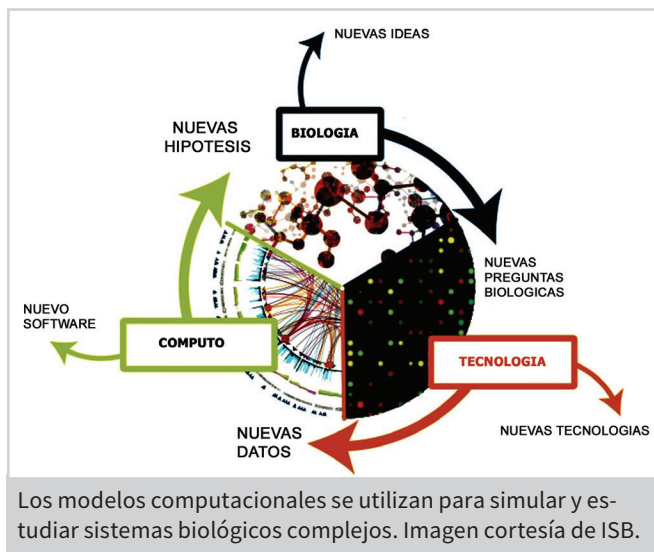 NUEVAS IDEAS
BIOLOGIA
NUEVAS
HIPOTESIS
NUEVAS
PREGUNTAS
BIOLOGICAS
NUEVO
SOFTWARE
COMPUTO
TECNOLOGIA
NUEVAS
DATOS
NUEVAS TECNOLOGIAS
Los modelos computacionales se utilizan para simular y es-
tudiar sistemas biológicos complejos. Imagen cortesía de ISB.